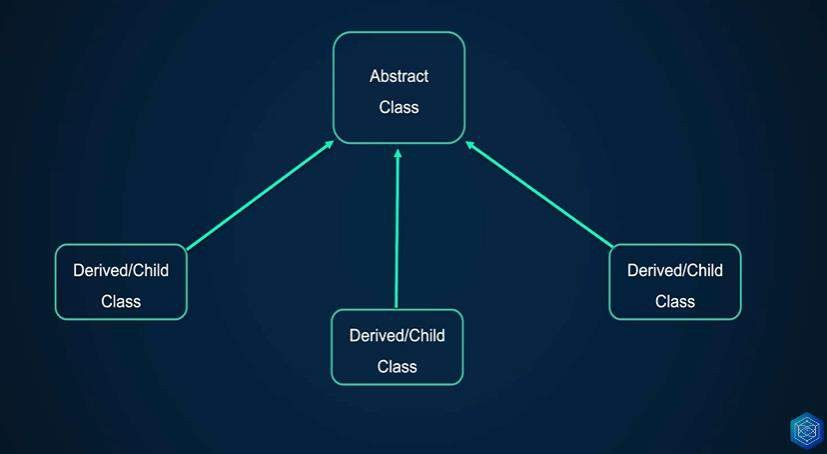 Abstract
Class
Derived/Child
Class
Derived/Child
Class
Derived/Child
Class